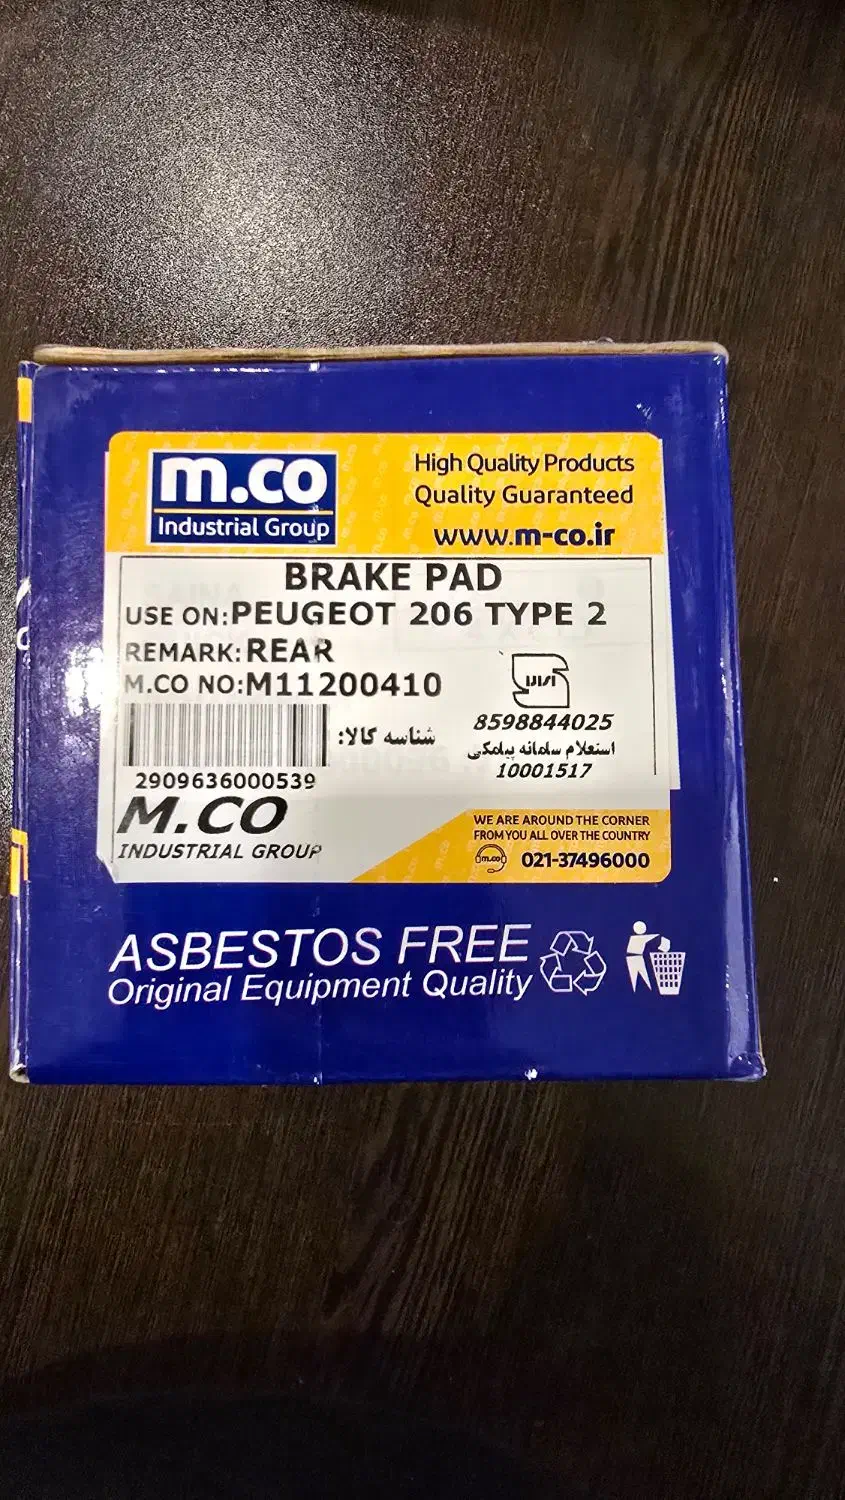 m.co
Industrial Group
High Quality Products
Quality Guaranteed
www.m-co.ir
BRAKE PAD
USE ON:PEUGEOT 206 TYPE 2
REMARK:REAR
M.CO NO:M11200410
8598844025
شناسه کالا:
استعلام سامانه پیامکی
10001517
2909636000539
M.CO
INDUSTRIAL GROUP
WE ARE AROUND THE CORNER
FROM YOU ALL OVER THE COUNTRY
m.co
021-37496000
ASBESTOS FREE
Original Equipment Quality